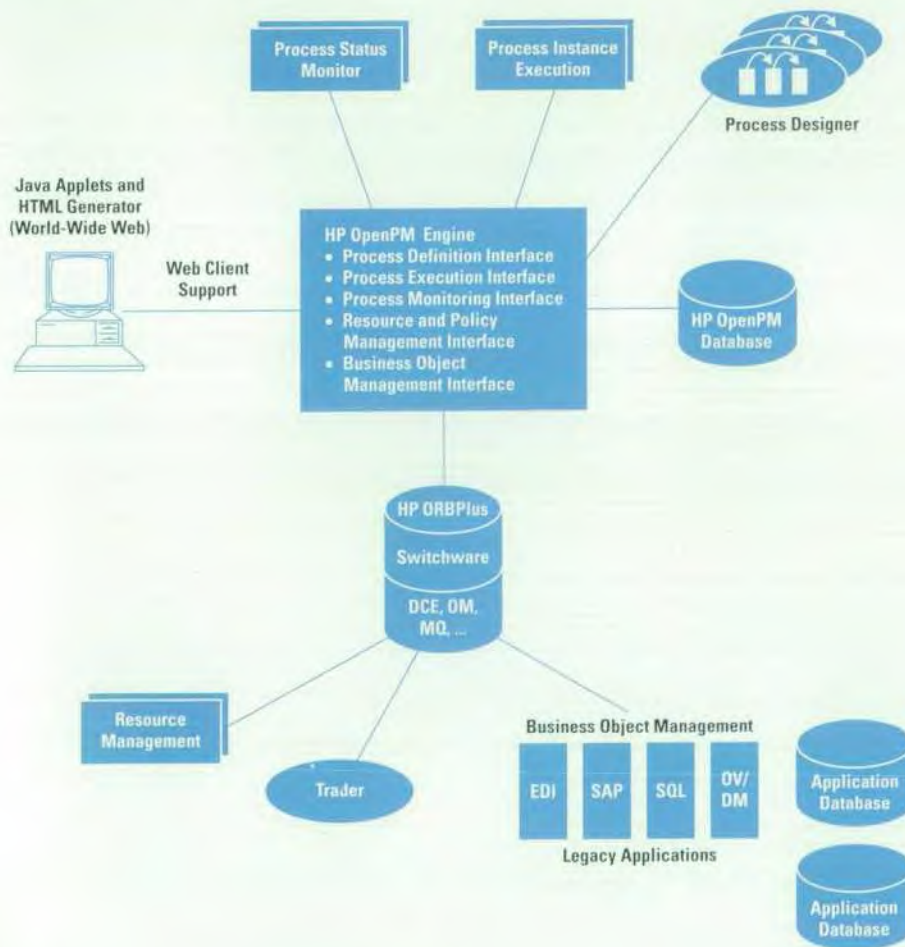 Process Status
Monitor
Process Instance
Execution
Process Designer
Java Applets and
HTML Generator
(World-Wide Web)
Web Client
Support
HP OpenPM Engine
• Process Definition Interface
• Process Execution Interface
• Process Monitoring Interface
• Resource and Policy
Management Interface
• Business Object
Management Interface
HP OpenPM
Database
HP ORBPlus
Switchware
DCE, OM,
MQ, ...
Resource
Management
Trader
Business Object Management
EDI
SAP
SQL
OV/
DM
Legacy Applications
Application
Database
Application
Database